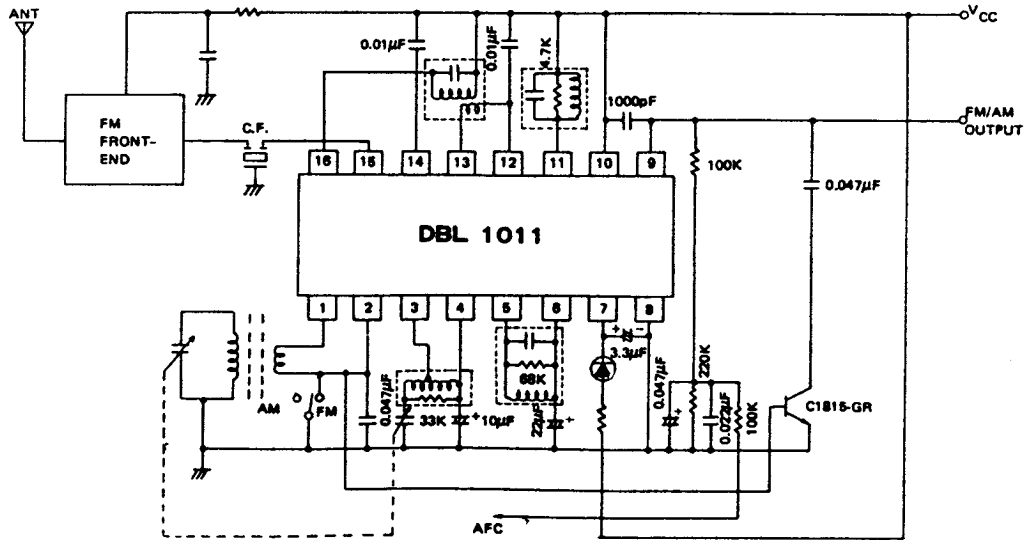 ANT
VCC
0.01µF
0.01µF
4.7K
1000pF
FM/AM
OUTPUT
FM
FRONT-
END
C.F.
16
15
14
13
12
11
10
9
100K
0.047µF
DBL 1011
1
2
3
4
5
6
7
8
AM
FM
0.047µF
33K
10µF
68K
22µF
3.3µF
0.047µF
220K
0.022µF
100K
C1815-GR
AFC